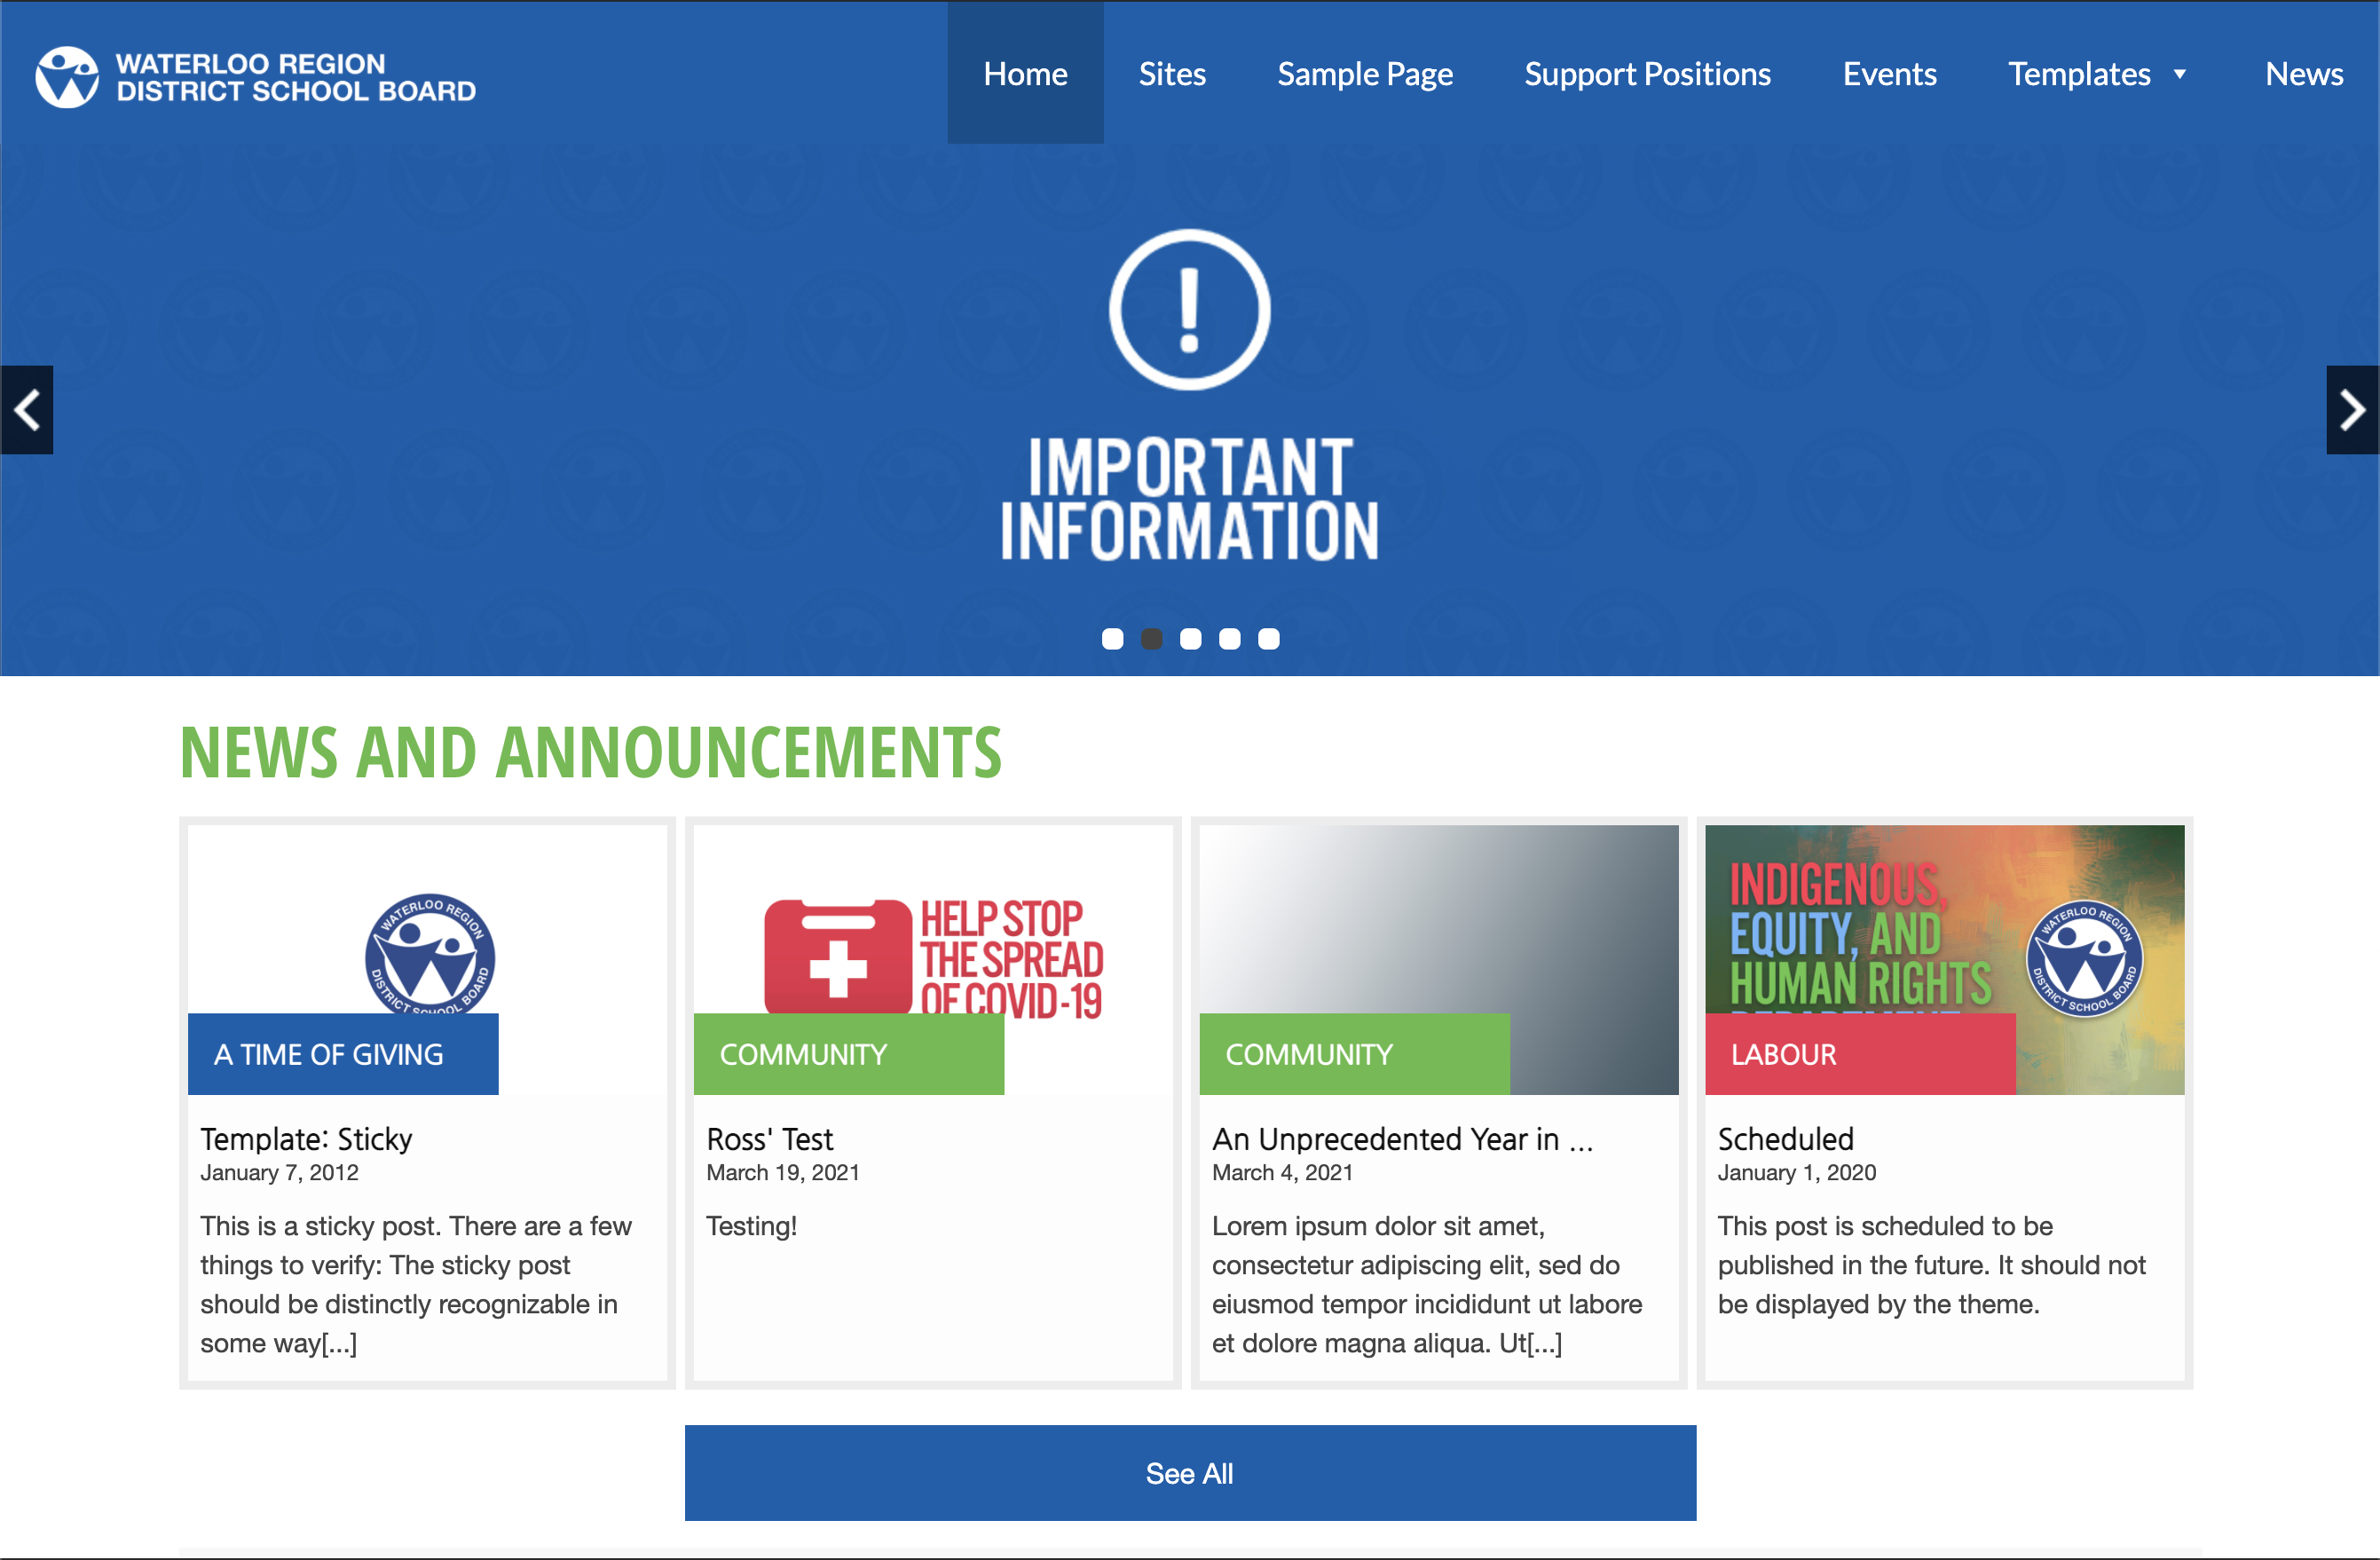 WATERLOO REGION
DISTRICT SCHOOL BOARD
Home
Sites
Sample Page
Support Positions
Events
Templates
News
IMPORTANT
INFORMATION
NEWS AND ANNOUNCEMENTS
WATERLOO REGION
DISTRICT SCHOOL BOARD
A TIME OF GIVING
Template: Sticky
January 7, 2012
This is a sticky post. There are a few
things to verify: The sticky post
should be distinctly recognizable in
some way[...]
HELP STOP
THE SPREAD
OF COVID-19
COMMUNITY
Ross' Test
March 19, 2021
Testing!
COMMUNITY
An Unprecedented Year in ...
March 4, 2021
Lorem ipsum dolor sit amet,
consectetur adipiscing elit, sed do
eiusmod tempor incididunt ut labore
et dolore magna aliqua. Ut[...]
INDIGENOUS,
EQUITY, AND
HUMAN RIGHTS
WATERLOO REGION
DISTRICT SCHOOL BOARD
LABOUR
Scheduled
January 1, 2020
This post is scheduled to be
published in the future. It should not
be displayed by the theme.
See All